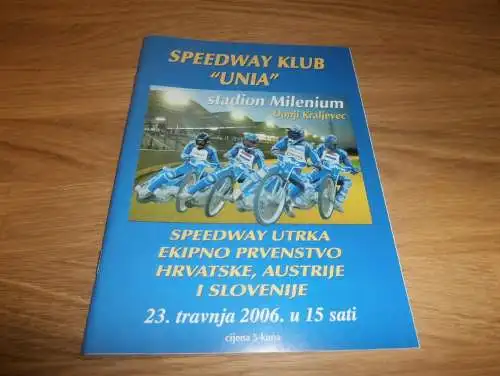 SPEEDWAY KLUB
"UNIA"
stadion Milenium
Donji Kraljevec
SPEEDWAY UTRKA
EKIPNO PRVENSTVO
HRVATSKE, AUSTRIJE
I SLOVENIJE
23. travnja 2006. u 15 sati
cijena 5 kuna